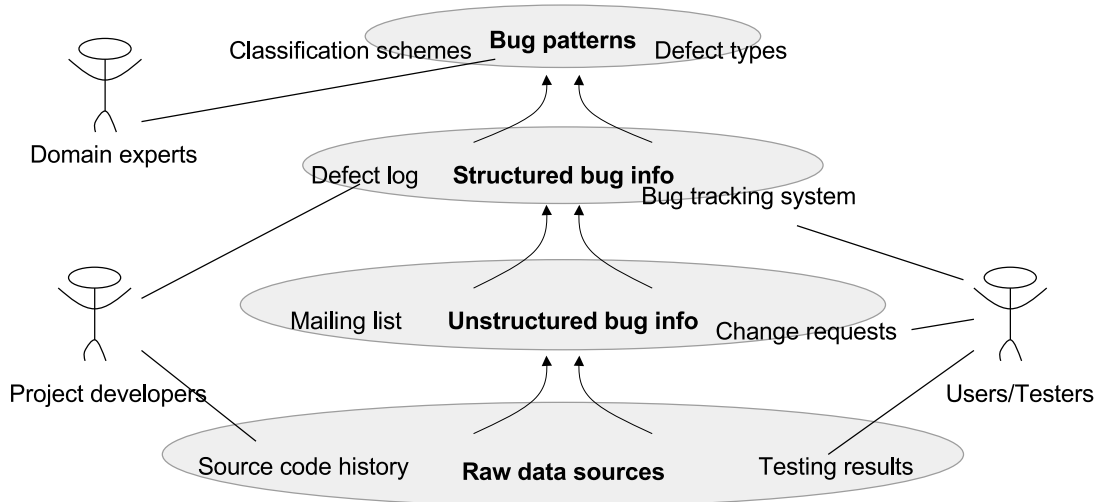 Bug patterns
Classification schemes
Defect types
Domain experts
Defect log
Structured bug info
Bug tracking system
Mailing list
Unstructured bug info
Change requests
Project developers
Users/Testers
Source code history
Raw data sources
Testing results